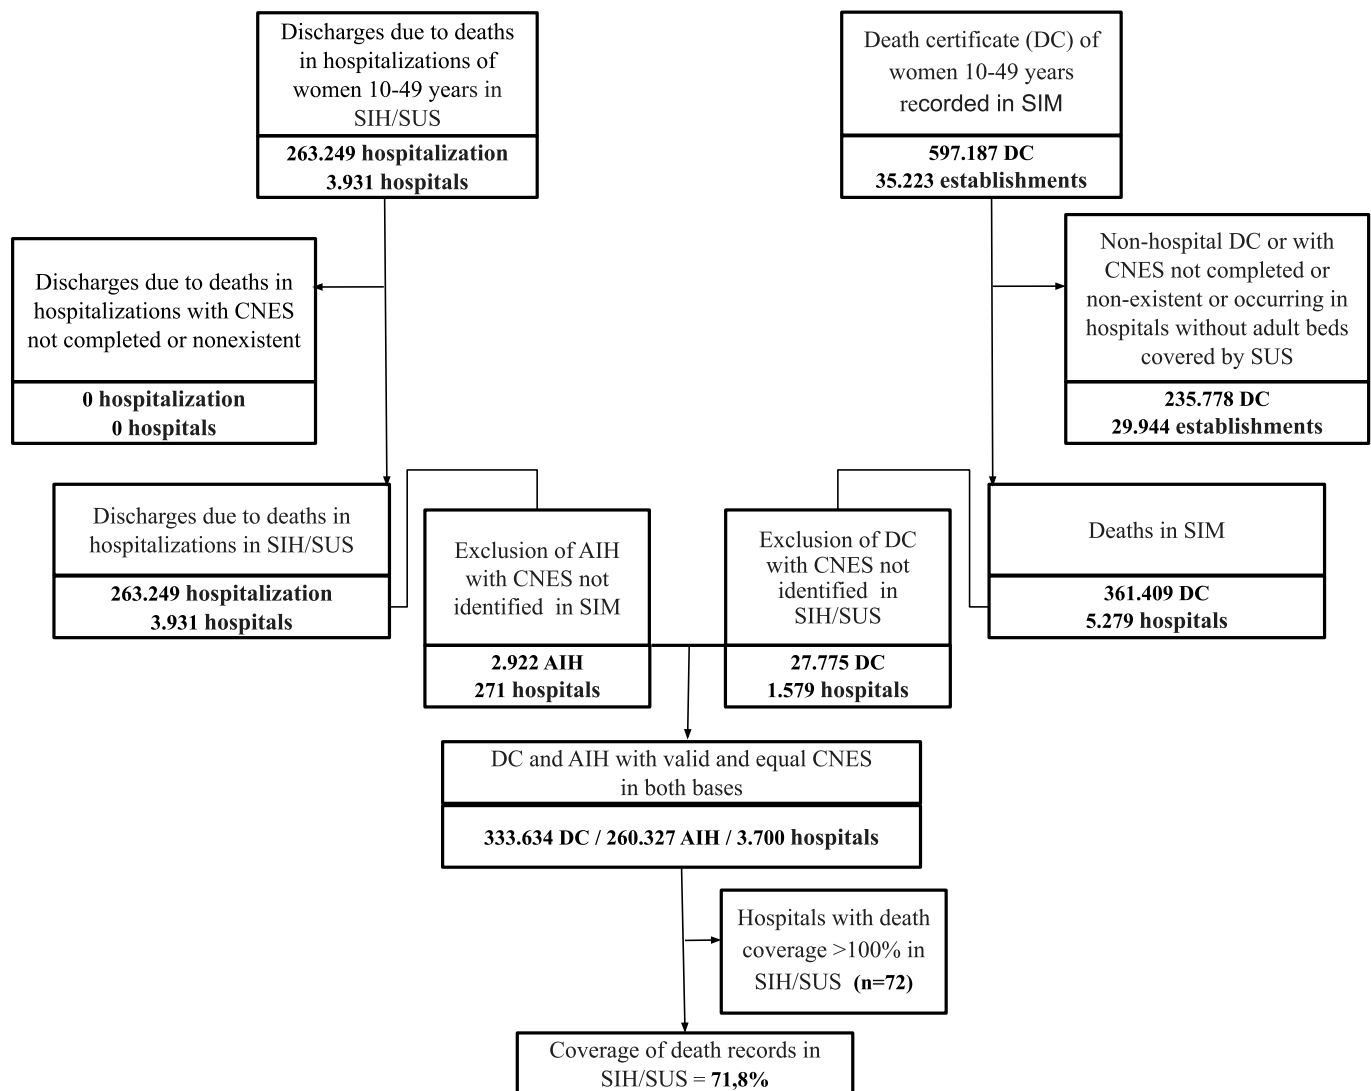 Discharges due to deaths
in hospitalizations of
women 10-49 years in
SIH/SUS
263.249 hospitalization
3.931 hospitals
Death certificate (DC) of
women 10-49 years
recorded in SIM
597.187 DC
35.223 establishments
Discharges due to deaths in
hospitalizations with CNES
not completed or nonexistent
0 hospitalization
0 hospitals
Non-hospital DC or with
CNES not completed or
non-existent or occurring in
hospitals without adult beds
covered by SUS
235.778 DC
29.944 establishments
Discharges due to deaths in
hospitalizations in SIH/SUS
263.249 hospitalization
3.931 hospitals
Exclusion of AIH
with CNES not
identified in SIM
2.922 AIH
271 hospitals
Exclusion of DC
with CNES not
identified in
SIH/SUS
27.775 DC
1.579 hospitals
Deaths in SIM
361.409 DC
5.279 hospitals
DC and AIH with valid and equal CNES
in both bases
333.634 DC / 260.327 AIH / 3.700 hospitals
Hospitals with death
coverage >100% in
SIH/SUS (n=72)
Coverage of death records in
SIH/SUS = 71,8%